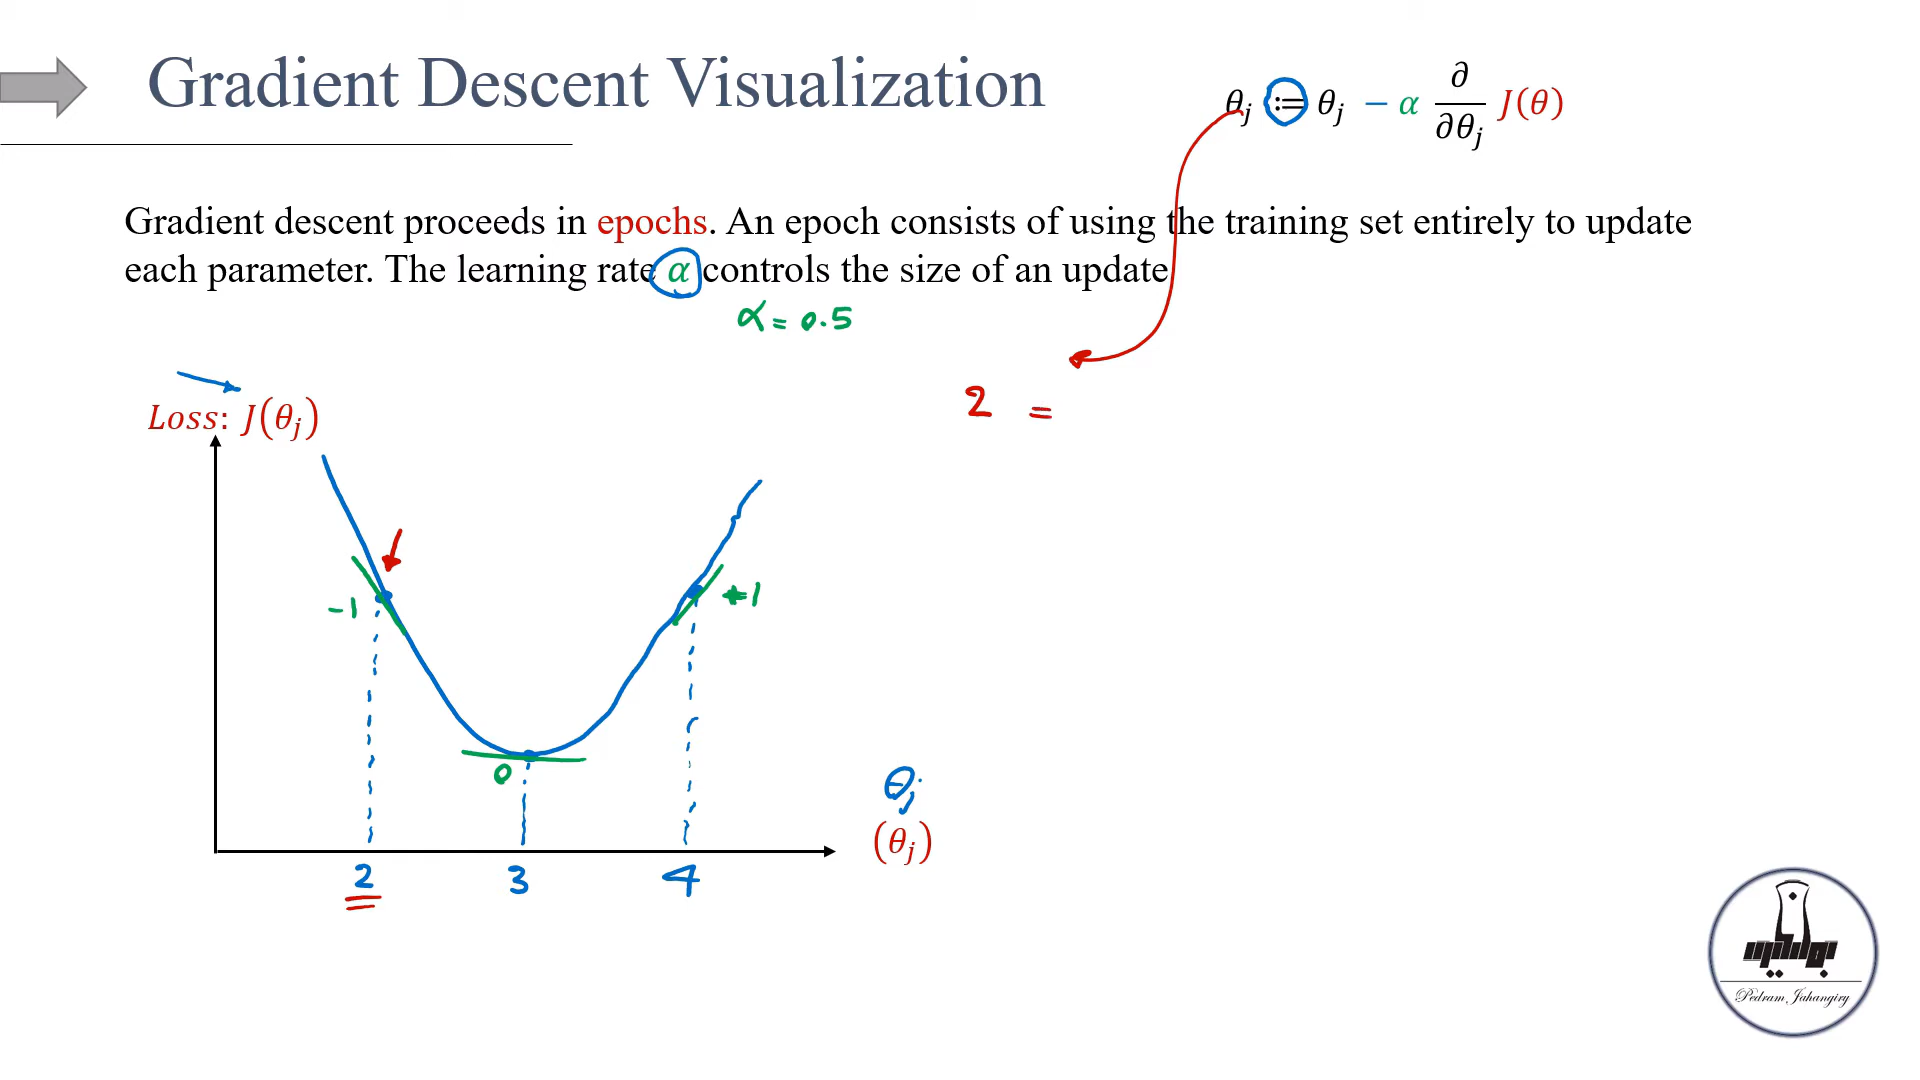 Gradient Descent Visualization
θj := θj − α ∂/∂θj J(θ)
Gradient descent proceeds in epochs. An epoch consists of using the training set entirely to update
each parameter. The learning rate α controls the size of an update
α = 0.5
2 =
Loss: J(θj)
-1
+1
0
θj
(θj)
2 3 4
Pedram Jahangiry